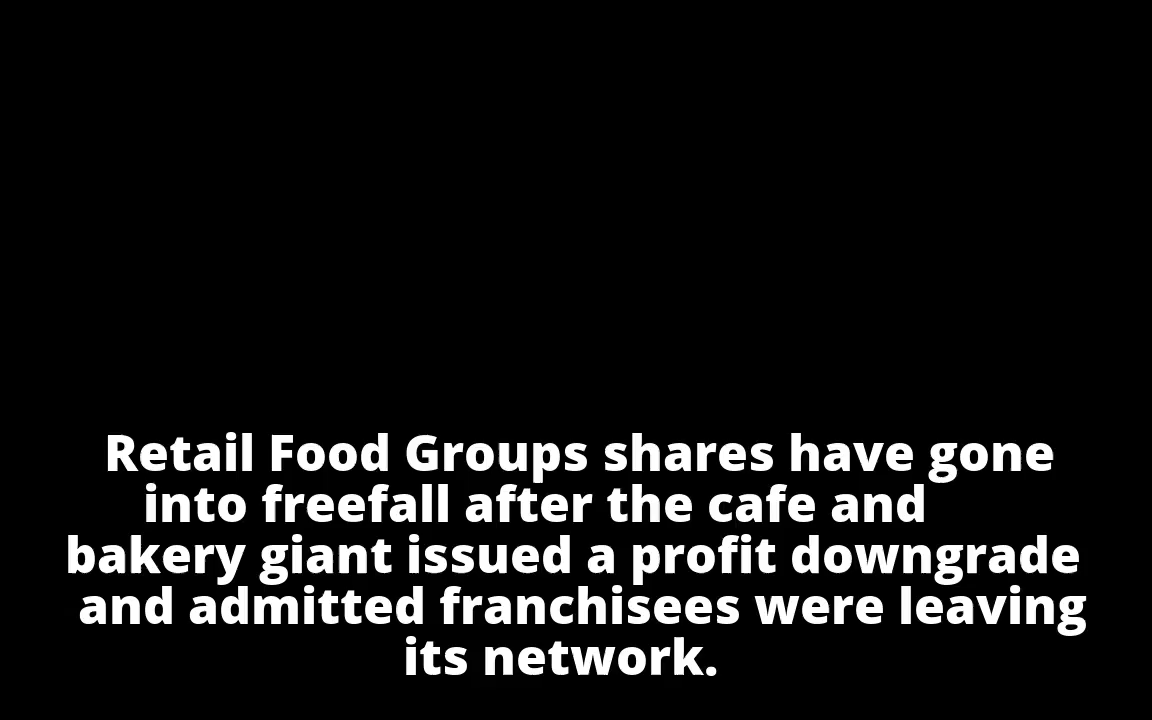 Retail Food Groups shares have gone
into freefall after the cafe and
bakery giant issued a profit downgrade
and admitted franchisees were leaving
its network.